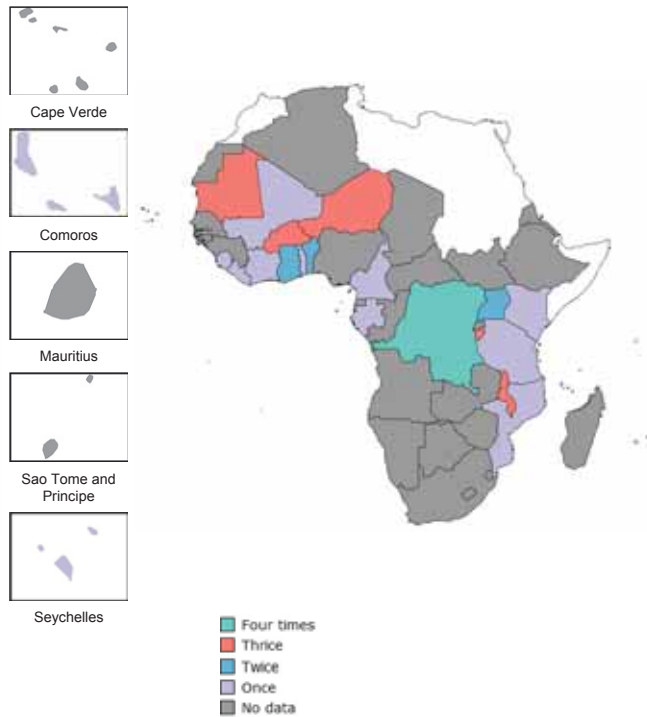 Cape Verde
Comoros
Mauritius
Sao Tome and
Principe
Seychelles
Four times
Thrice
Twice
Once
No data